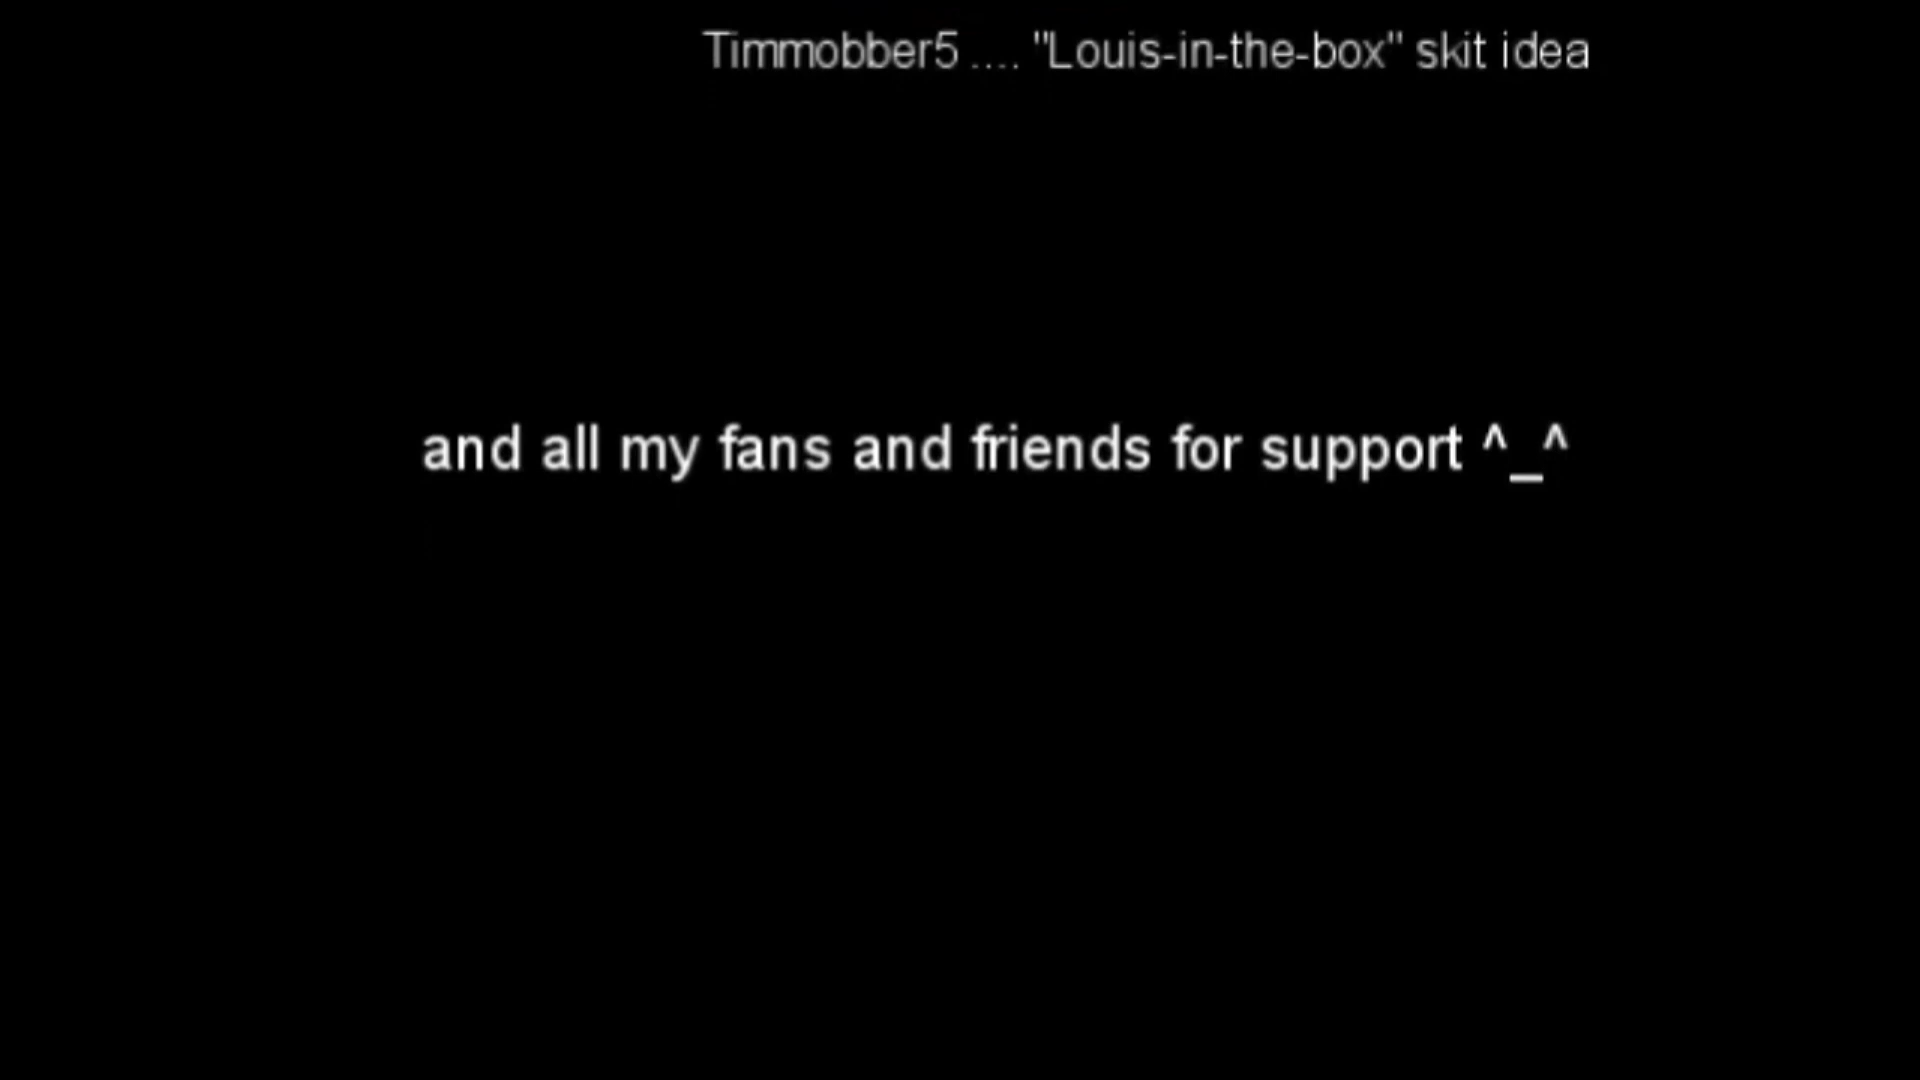 Timmobber5 .... "Louis-in-the-box" skit idea
and all my fans and friends for support ^_^